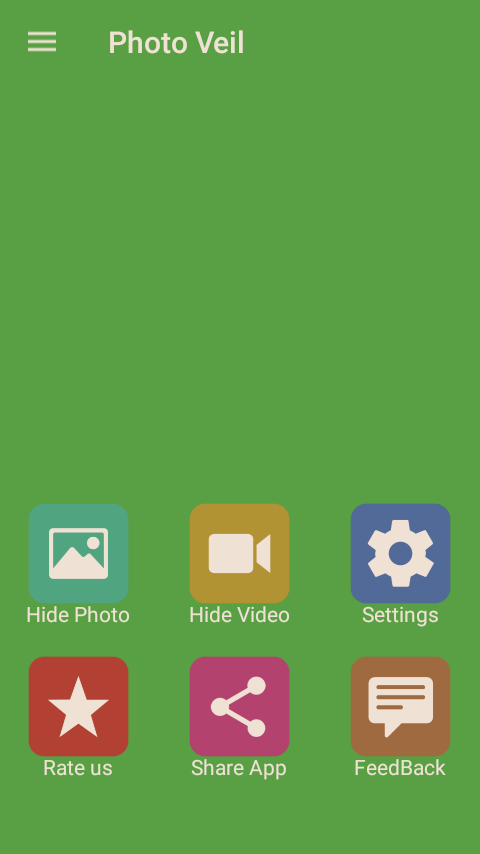 Photo Veil
Hide Photo
Hide Video
Settings
Rate us
Share App
FeedBack